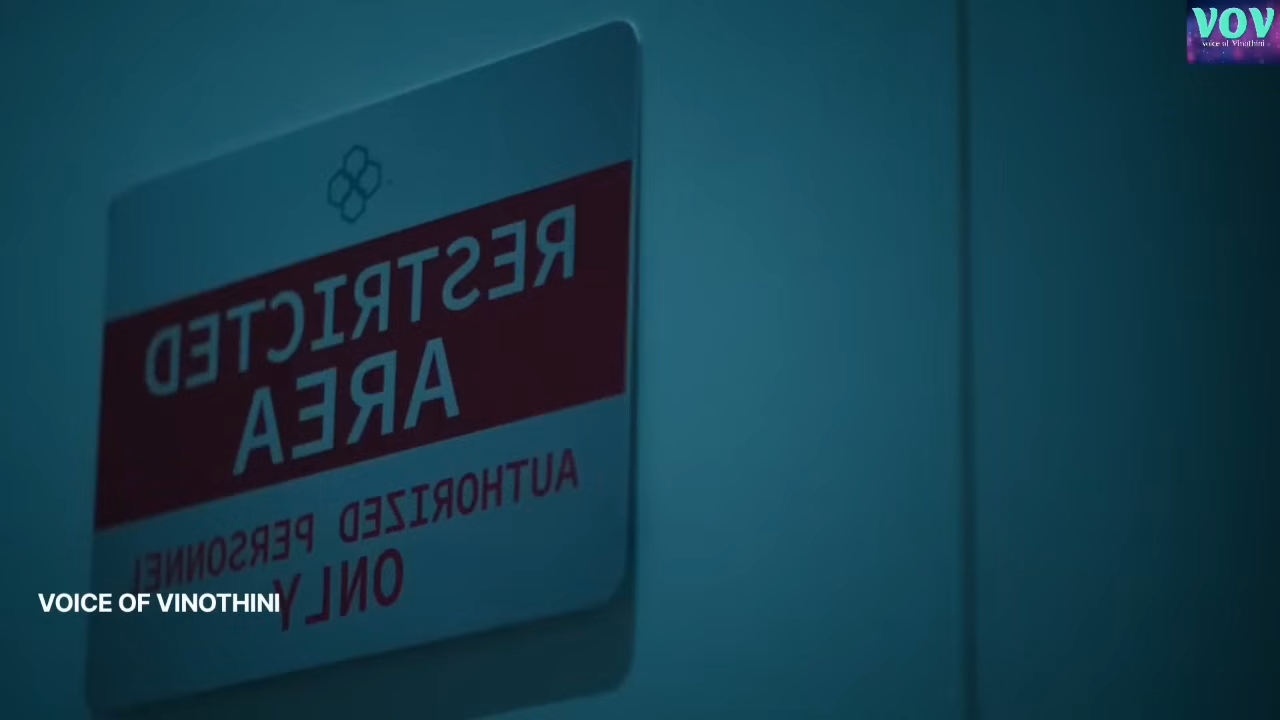 VOV
voice of Vinothini
RESTRICTED
AREA
AUTHORIZED PERSONNEL
ONLY
VOICE OF VINOTHINI